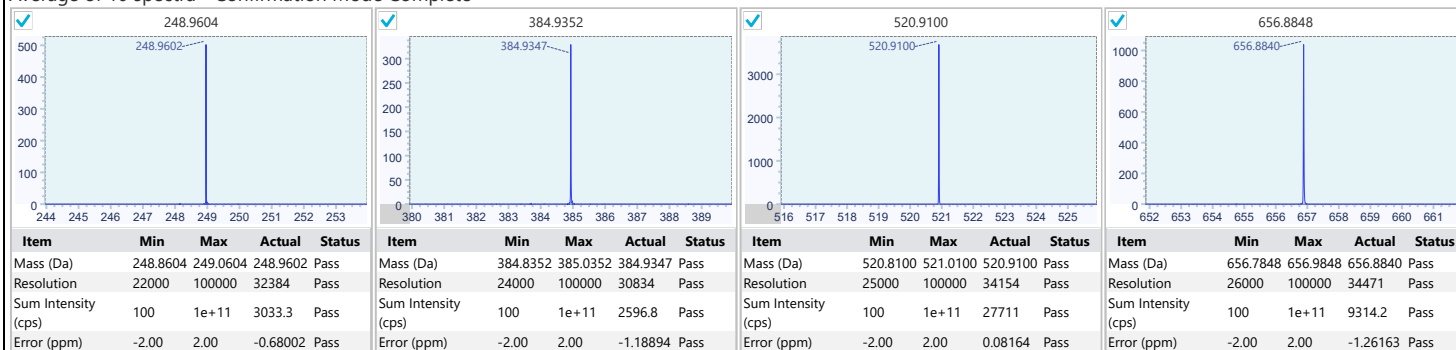 248.9604 384.9352 520.9100 656.8848
248.9602 384.9347 520.9100 656.8840
500
400
300
200
100
0
244 245 246 247 248 249 250 251 252 253
300
250
200
150
100
50
0
380 381 382 383 384 385 386 387 388 389
3000
2000
1000
0
516 517 518 519 520 521 522 523 524 525
1000
800
600
400
200
0
652 653 654 655 656 657 658 659 660 661
Item Min Max Actual Status
Mass (Da) 248.8604 249.0604 248.9602 Pass
Resolution 22000 100000 32384 Pass
Sum Intensity (cps) 100 1e+11 3033.3 Pass
Error (ppm) -2.00 2.00 -0.68002 Pass
Item Min Max Actual Status
Mass (Da) 384.8352 385.0352 384.9347 Pass
Resolution 24000 100000 30834 Pass
Sum Intensity (cps) 100 1e+11 2596.8 Pass
Error (ppm) -2.00 2.00 -1.18894 Pass
Item Min Max Actual Status
Mass (Da) 520.8100 521.0100 520.9100 Pass
Resolution 25000 100000 34154 Pass
Sum Intensity (cps) 100 1e+11 27711 Pass
Error (ppm) -2.00 2.00 0.08164 Pass
Item Min Max Actual Status
Mass (Da) 656.7848 656.9848 656.8840 Pass
Resolution 26000 100000 34471 Pass
Sum Intensity (cps) 100 1e+11 9314.2 Pass
Error (ppm) -2.00 2.00 -1.26163 Pass